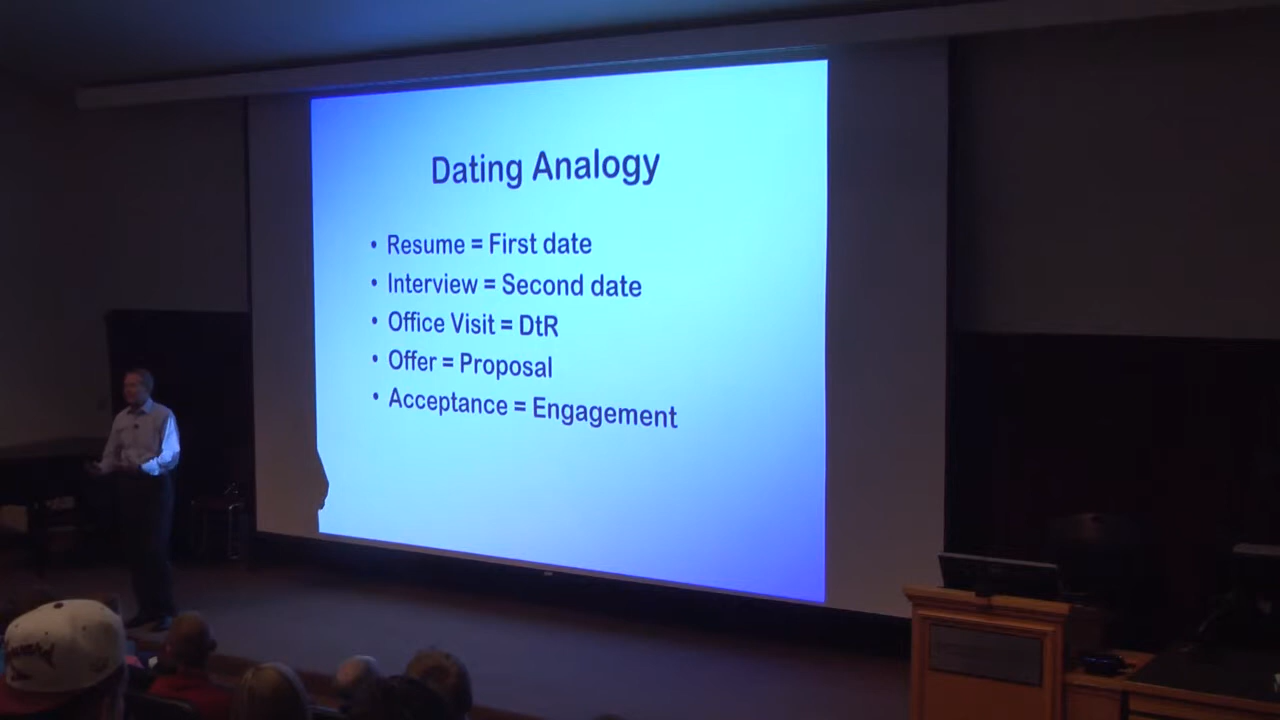 Dating Analogy
• Resume = First date
• Interview = Second date
• Office Visit = DtR
• Offer = Proposal
• Acceptance = Engagement